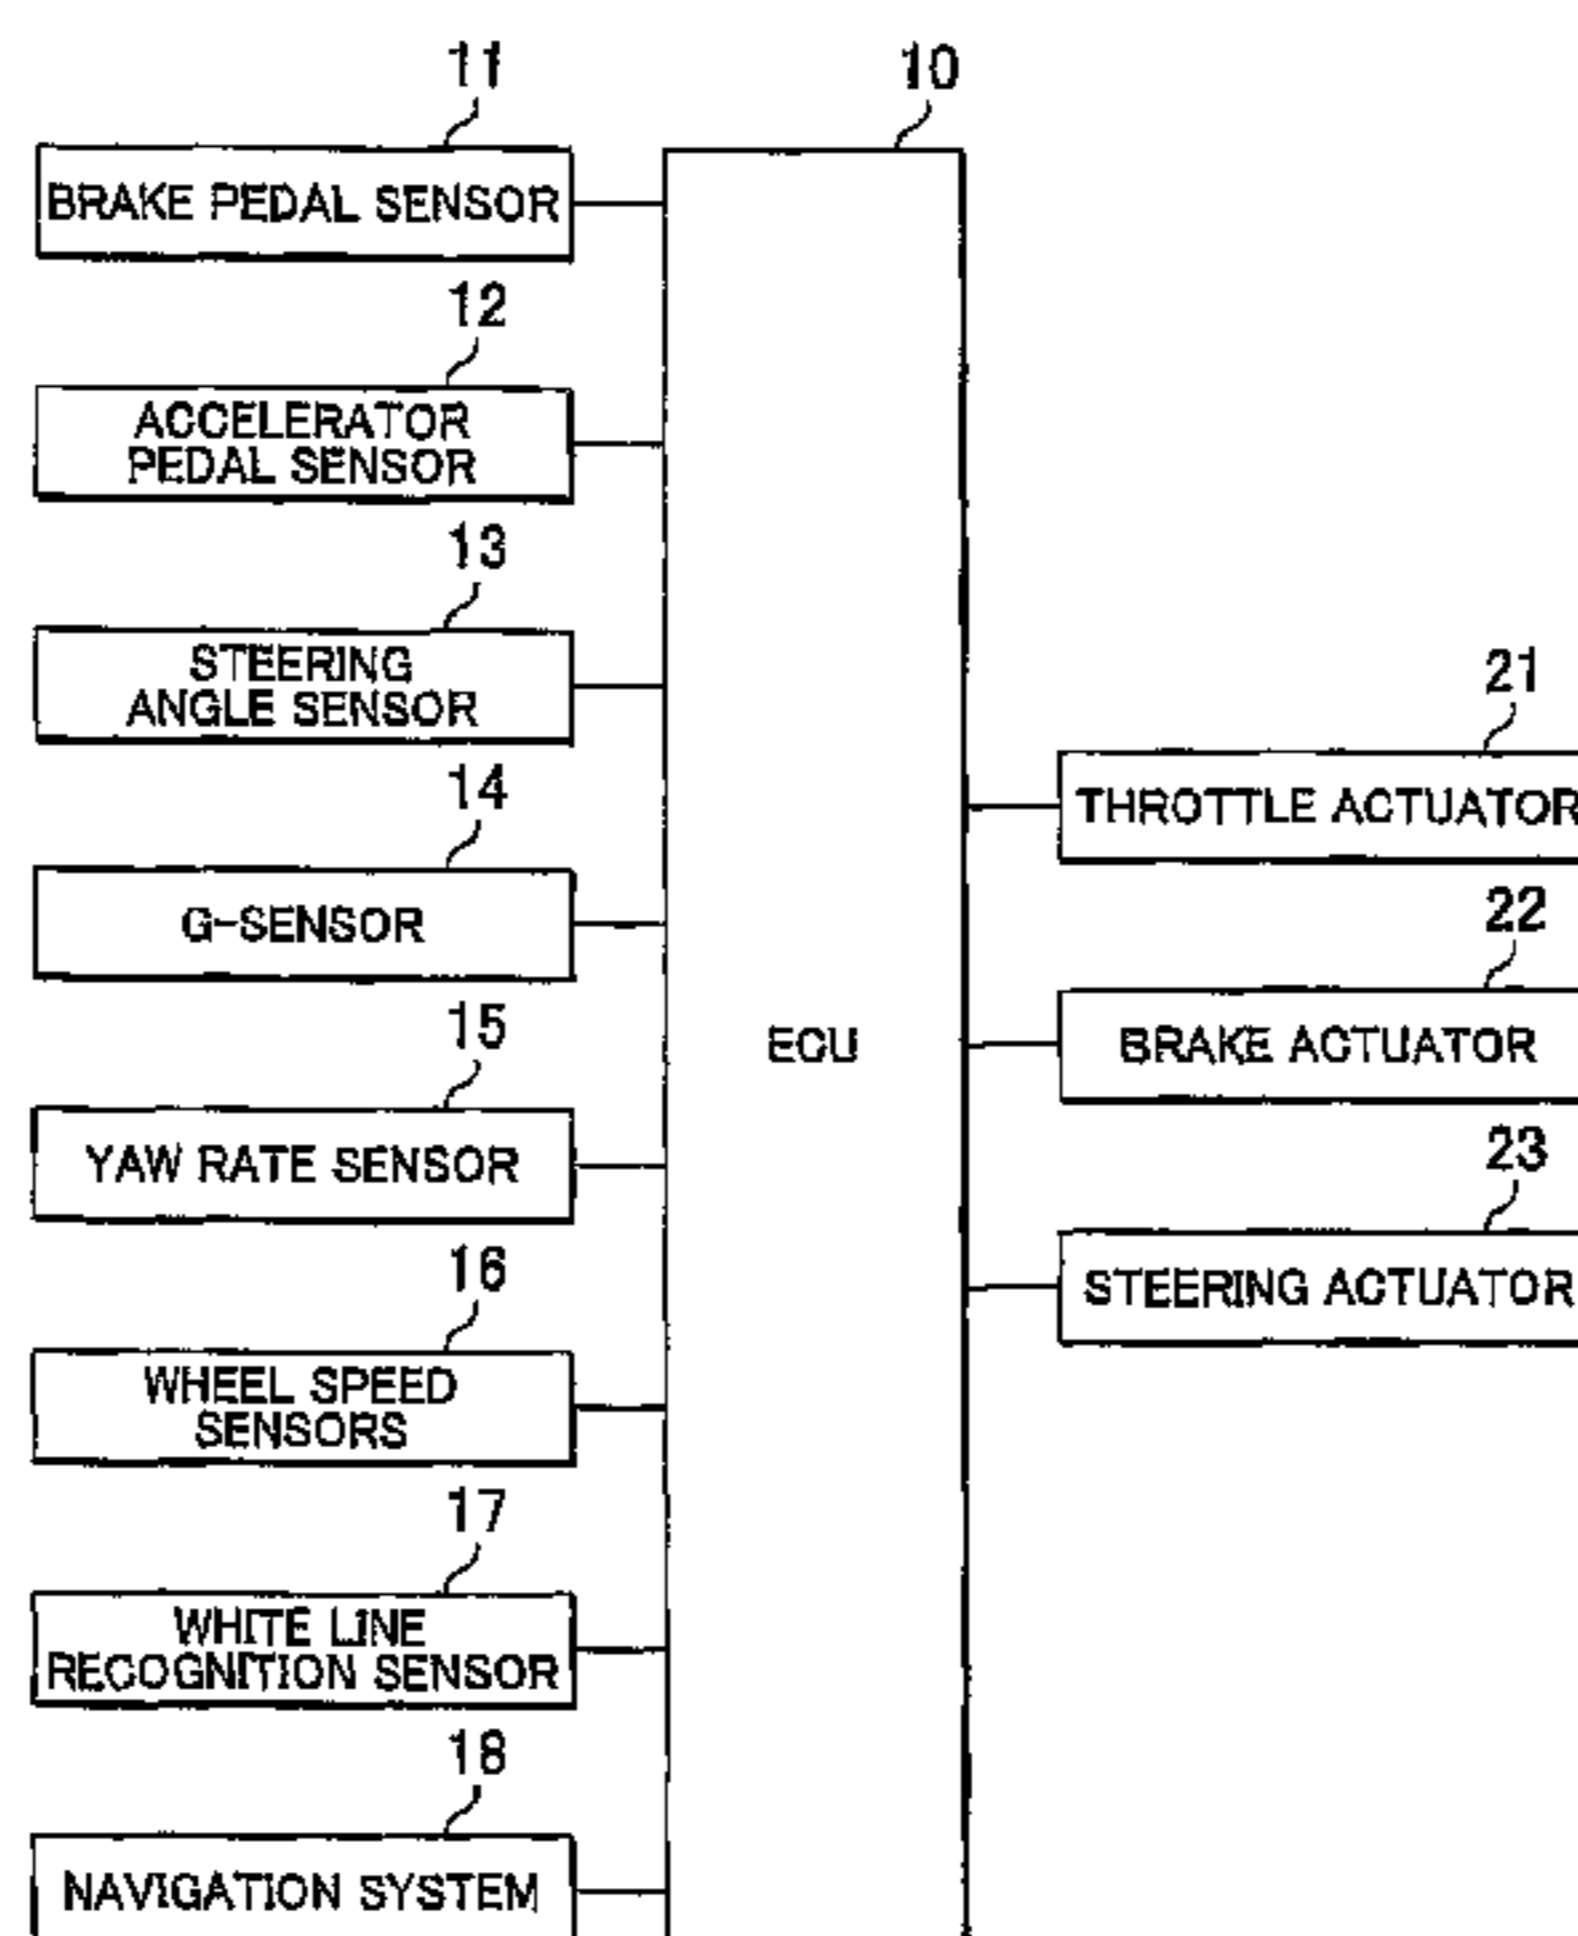 11
10
BRAKE PEDAL SENSOR
12
ACCELERATOR
PEDAL SENSOR
13
STEERING
ANGLE SENSOR
21
THROTTLE ACTUATOR
14
G-SENSOR
22
ECU
BRAKE ACTUATOR
15
YAW RATE SENSOR
23
STEERING ACTUATOR
16
WHEEL SPEED
SENSORS
17
WHITE LINE
RECOGNITION SENSOR
18
NAVIGATION SYSTEM